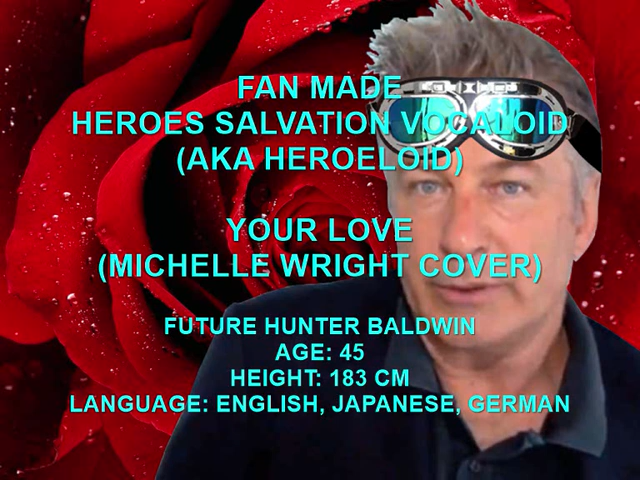 FAN MADE
HEROES SALVATION VOCALOID
(AKA HEROELOID)
YOUR LOVE
(MICHELLE WRIGHT COVER)
FUTURE HUNTER BALDWIN
AGE: 45
HEIGHT: 183 CM
LANGUAGE: ENGLISH, JAPANESE, GERMAN